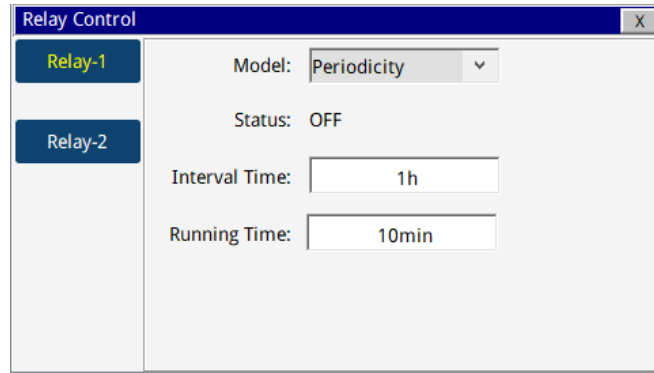 Relay Control X
Relay-1
Relay-2
Model: Periodicity
Status: OFF
Interval Time: 1h
Running Time: 10min